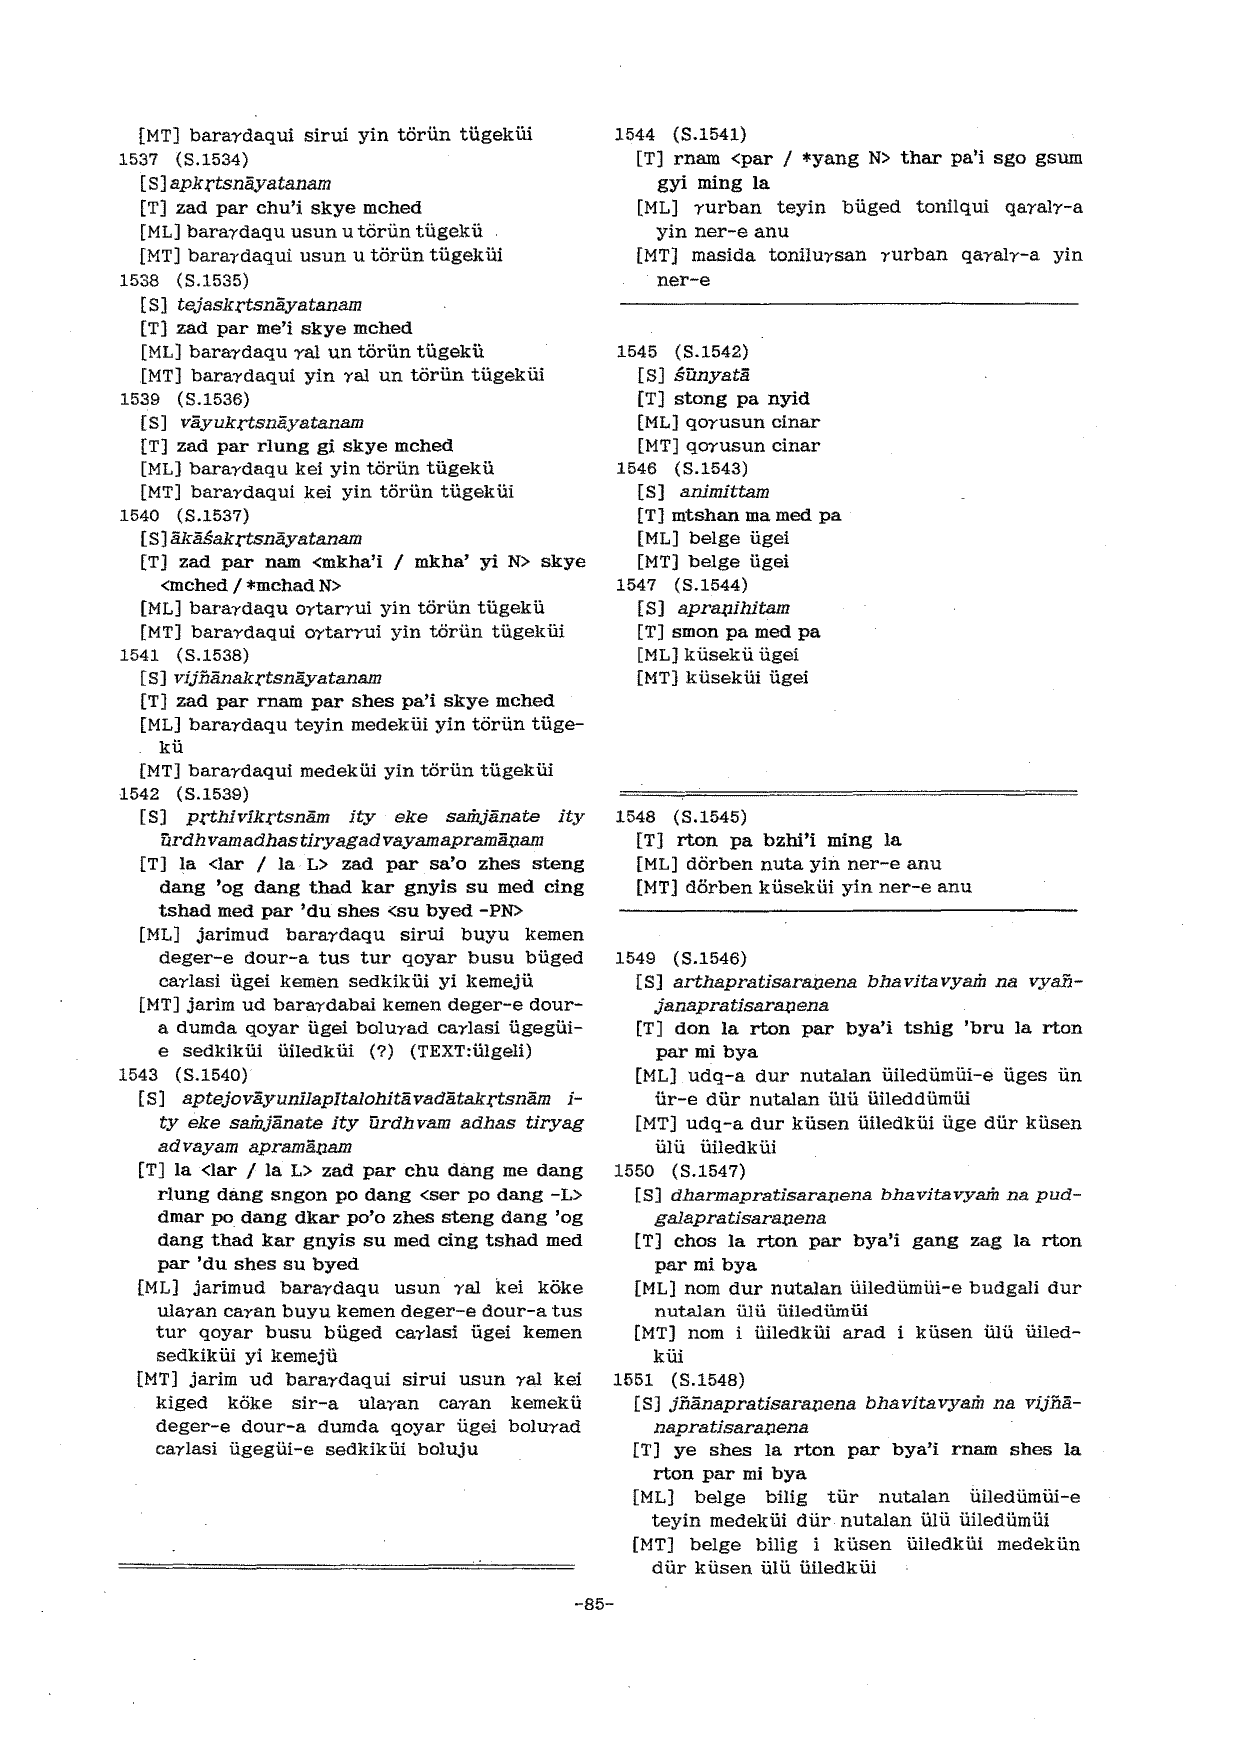 [MT] baraγdaqui sirui yin törün tügeküi
1537 (S.1534)
[S] apkṛtsnāyatanam
[T] zad par chu'i skye mched
[ML] baraγdaqu usun u törün tügekü
[MT] baraγdaqui usun u törün tügeküi
1538 (S.1535)
[S] tejaskṛtsnāyatanam
[T] zad par me'i skye mched
[ML] baraγdaqu γal un törün tügekü
[MT] baraγdaqui yin γal un törün tügeküi
1539 (S.1536)
[S] vāyukṛtsnāyatanam
[T] zad par rlung gi skye mched
[ML] baraγdaqu kei yin törün tügekü
[MT] baraγdaqui kei yin törün tügeküi
1540 (S.1537)
[S] ākāśakṛtsnāyatanam
[T] zad par nam <mkha'i / mkha' yi N> skye
<mched / *mchad N>
[ML] baraγdaqu oγtarγui yin törün tügekü
[MT] baraγdaqui oγtarγui yin törün tügeküi
1541 (S.1538)
[S] vijñānakṛtsnāyatanam
[T] zad par rnam par shes pa'i skye mched
[ML] baraγdaqu teyin medeküi yin törün tüge-
kü
[MT] baraγdaqui medeküi yin törün tügeküi
1542 (S.1539)
[S] pṛthivīkṛtsnām ity eke saṁjānate ity
ūrdhvamadhastiryagadvayamapramāṇam
[T] la <lar / la L> zad par sa'o zhes steng
dang 'og dang thad kar gnyis su med cing
tshad med par 'du shes <su byed -PN>
[ML] jarimud baraγdaqu sirui buyu kemen
deger-e dour-a tus tur qoyar busu büged
caγlasi ügei kemen sedkiküi yi kemejü
[MT] jarim ud baraγdabai kemen deger-e dour-
a dumda qoyar ügei boluγad caγlasi ügegüi-
e sedkiküi üiledküi (?) (TEXT:ülgeli)
1543 (S.1540)
[S] aptejovāyunīlapītalohitāvadātakṛtsnām i-
ty eke saṁjānate ity ūrdhvam adhas tiryag
advayam apramāṇam
[T] la <lar / la L> zad par chu dang me dang
rlung dang sngon po dang <ser po dang -L>
dmar po dang dkar po'o zhes steng dang 'og
dang thad kar gnyis su med cing tshad med
par 'du shes su byed
[ML] jarimud baraγdaqu usun γal kei köke
ulaγan caγan buyu kemen deger-e dour-a tus
tur qoyar busu büged caγlasi ügei kemen
sedkiküi yi kemejü
[MT] jarim ud baraγdaqui sirui usun γal kei
kiged köke sir-a ulaγan caγan kemekü
deger-e dour-a dumda qoyar ügei boluγad
caγlasi ügegüi-e sedkiküi boluju
1544 (S.1541)
[T] rnam <par / *yang N> thar pa'i sgo gsum
gyi ming la
[ML] γurban teyin büged tonilqui qaγalγ-a
yin ner-e anu
[MT] masida toniluγsan γurban qaγalγ-a yin
ner-e
1545 (S.1542)
[S] śūnyatā
[T] stong pa nyid
[ML] qoγusun cinar
[MT] qoγusun cinar
1546 (S.1543)
[S] animittam
[T] mtshan ma med pa
[ML] belge ügei
[MT] belge ügei
1547 (S.1544)
[S] apraṇihitam
[T] smon pa med pa
[ML] küsekü ügei
[MT] küseküi ügei
1548 (S.1545)
[T] rton pa bzhi'i ming la
[ML] dörben nuta yin ner-e anu
[MT] dörben küseküi yin ner-e anu
1549 (S.1546)
[S] arthapratisaraṇena bhavitavyaṁ na vyañ-
janapratisaraṇena
[T] don la rton par bya'i tshig 'bru la rton
par mi bya
[ML] udq-a dur nutalan üiledümüi-e üges ün
ür-e dür nutalan ülü üileddümüi
[MT] udq-a dur küsen üiledküi üge dür küsen
ülü üiledküi
1550 (S.1547)
[S] dharmapratisaraṇena bhavitavyaṁ na pud-
galapratisaraṇena
[T] chos la rton par bya'i gang zag la rton
par mi bya
[ML] nom dur nutalan üiledümüi-e budgali dur
nutalan ülü üiledümüi
[MT] nom i üiledküi arad i küsen ülü üiled-
küi
1551 (S.1548)
[S] jñānapratisaraṇena bhavitavyaṁ na vijñā-
napratisaraṇena
[T] ye shes la rton par bya'i rnam shes la
rton par mi bya
[ML] belge bilig tür nutalan üiledümüi-e
teyin medeküi dür nutalan ülü üiledümüi
[MT] belge bilig i küsen üiledküi medekün
dür küsen ülü üiledküi
-85-